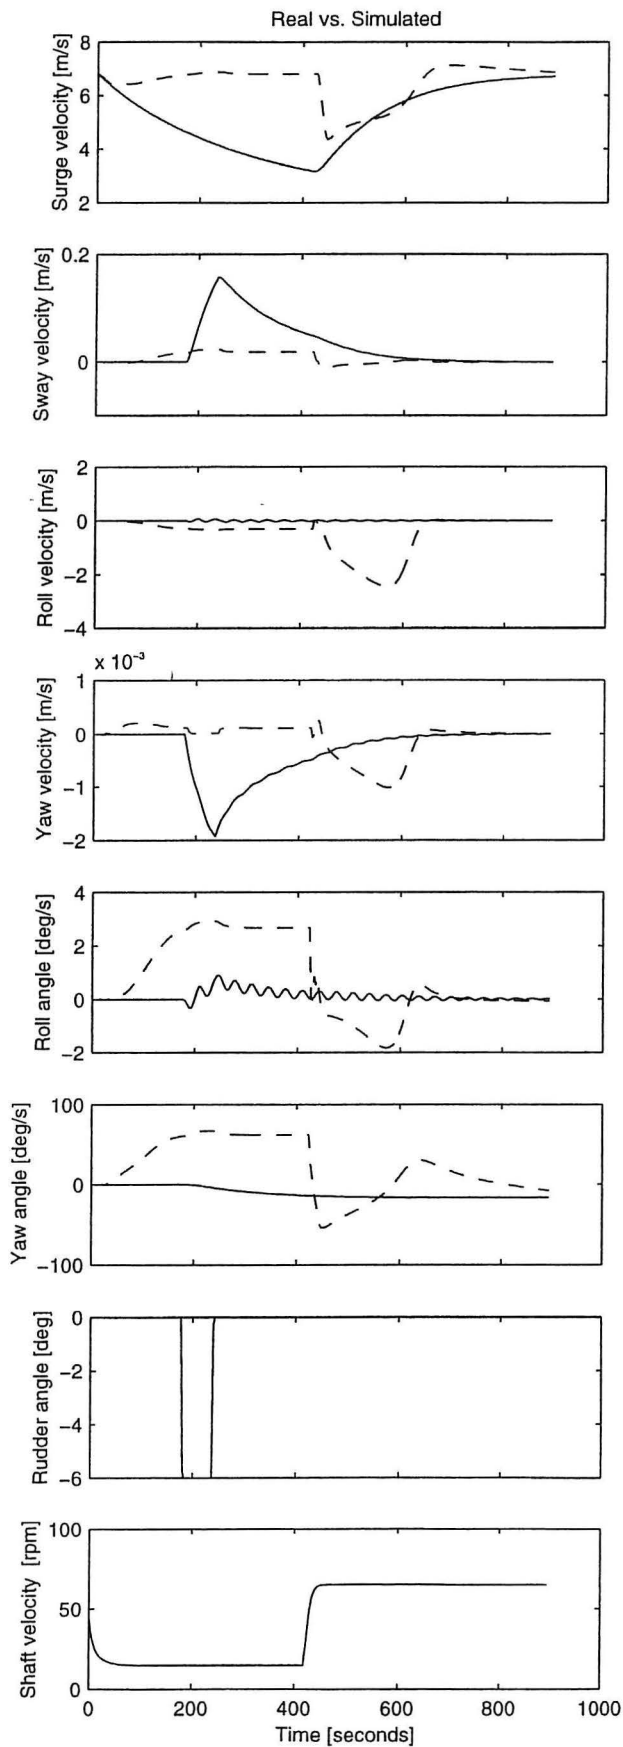 Real vs. Simulated
8
6
4
2
Surge velocity [m/s]
0.2
0
Sway velocity [m/s]
2
0
−2
−4
Roll velocity [m/s]
x 10⁻³
1
0
−1
−2
Yaw velocity [m/s]
4
2
0
−2
Roll angle [deg/s]
100
0
−100
Yaw angle [deg/s]
0
−2
−4
−6
Rudder angle [deg]
100
50
0
Shaft velocity [rpm]
0 200 400 600 800 1000
Time [seconds]